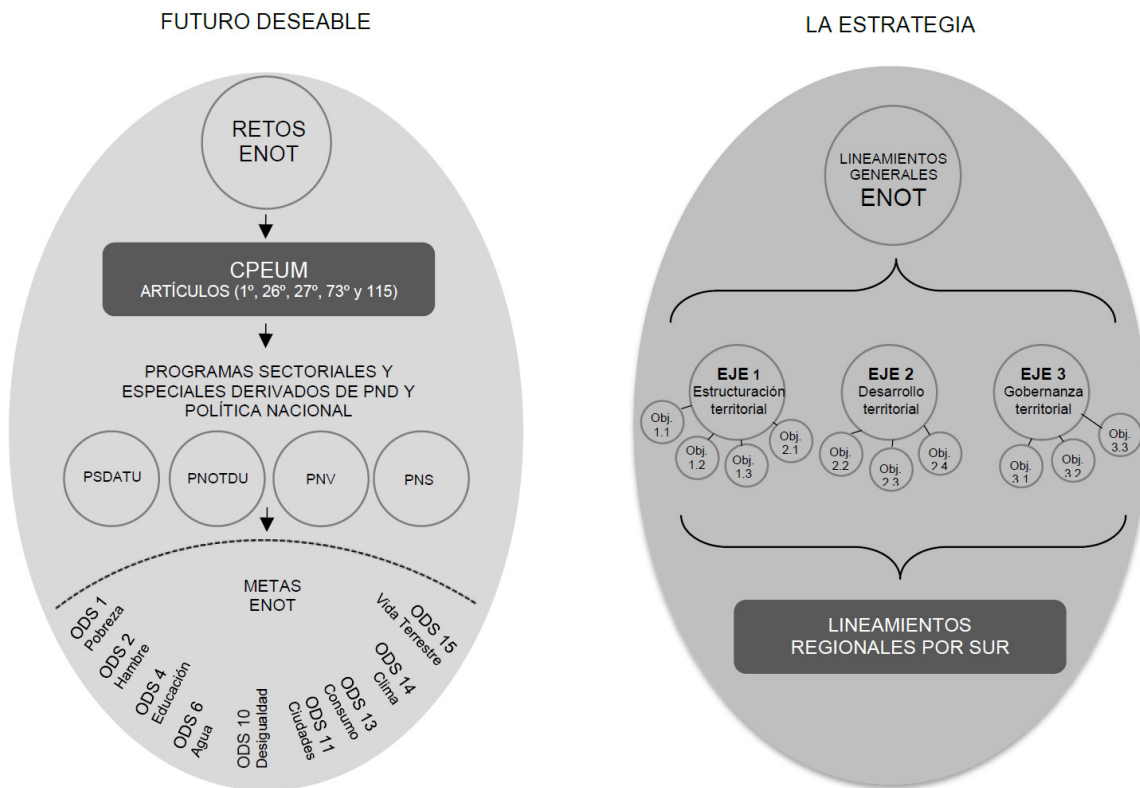 FUTURO DESEABLE
RETOS
ENOT
CPEUM
ARTÍCULOS (1º, 26º, 27º, 73º y 115)
PROGRAMAS SECTORIALES Y
ESPECIALES DERIVADOS DE PND Y
POLÍTICA NACIONAL
PSDATU
PNOTDU
PNV
PNS
METAS
ENOT
ODS 1
Pobreza
ODS 2
Hambre
ODS 4
Educación
ODS 6
Agua
ODS 10
Desigualdad
ODS 11
Ciudades
ODS 13
Consumo
ODS 14
Clima
ODS 15
Vida Terrestre
LA ESTRATEGIA
LINEAMIENTOS
GENERALES
ENOT
EJE 1
Estructuración
territorial
Obj.
1.1
Obj.
1.2
Obj.
1.3
Obj.
2.1
EJE 2
Desarrollo
territorial
Obj.
2.2
Obj.
2.3
Obj.
2.4
EJE 3
Gobernanza
territorial
Obj.
3.1
Obj.
3.2
Obj.
3.3
LINEAMIENTOS
REGIONALES POR SUR